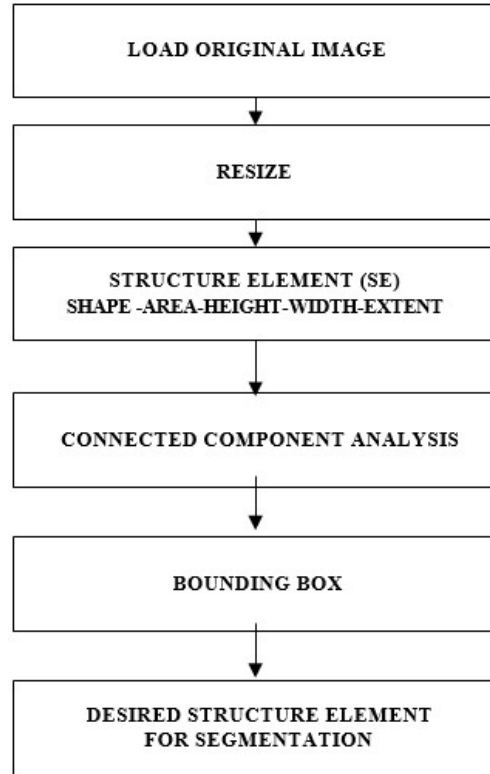 LOAD ORIGINAL IMAGE
RESIZE
STRUCTURE ELEMENT (SE)
SHAPE -AREA-HEIGHT-WIDTH-EXTENT
CONNECTED COMPONENT ANALYSIS
BOUNDING BOX
DESIRED STRUCTURE ELEMENT
FOR SEGMENTATION